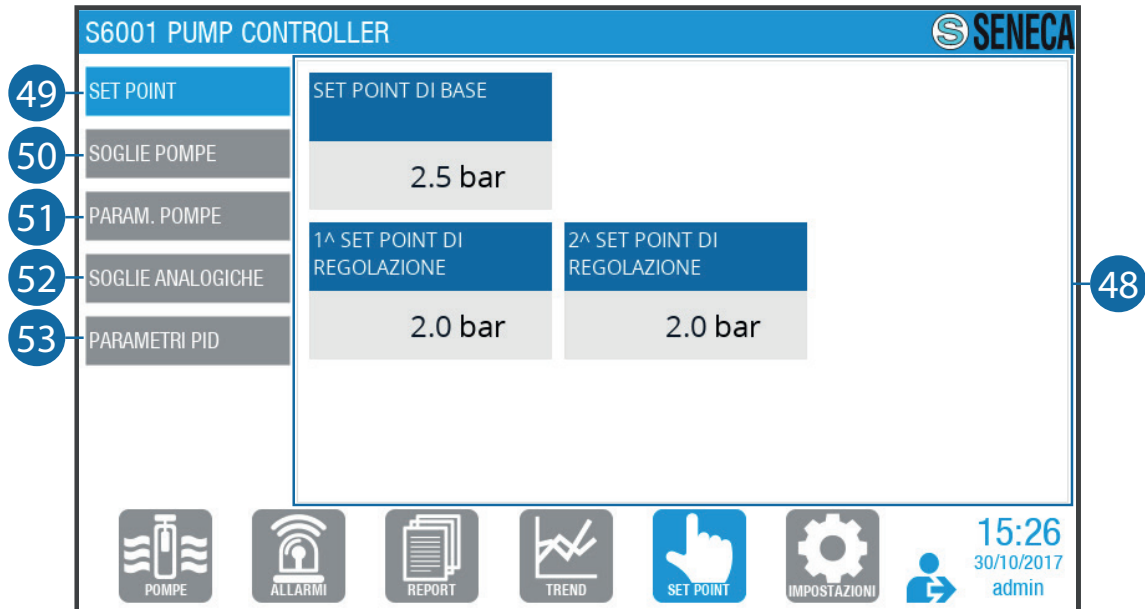 S6001 PUMP CONTROLLER
S SENECA
49
SET POINT
50
SOGLIE POMPE
51
PARAM. POMPE
52
SOGLIE ANALOGICHE
53
PARAMETRI PID
SET POINT DI BASE
2.5 bar
1^ SET POINT DI
REGOLAZIONE
2.0 bar
2^ SET POINT DI
REGOLAZIONE
2.0 bar
48
POMPE
ALLARMI
REPORT
TREND
SET POINT
IMPOSTAZIONI
15:26
30/10/2017
admin